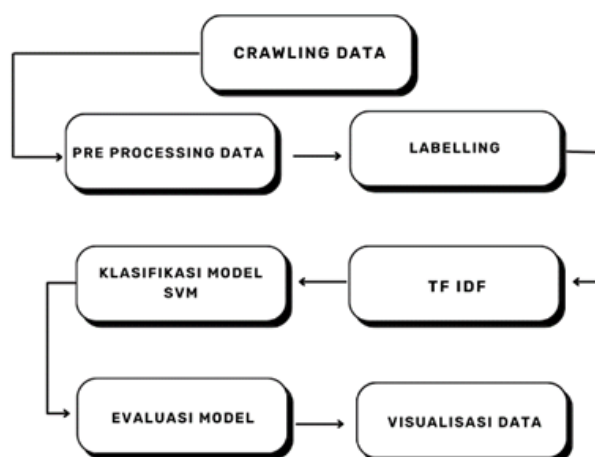 CRAWLING DATA
PRE PROCESSING DATA
LABELLING
TF IDF
KLASIFIKASI MODEL
SVM
EVALUASI MODEL
VISUALISASI DATA